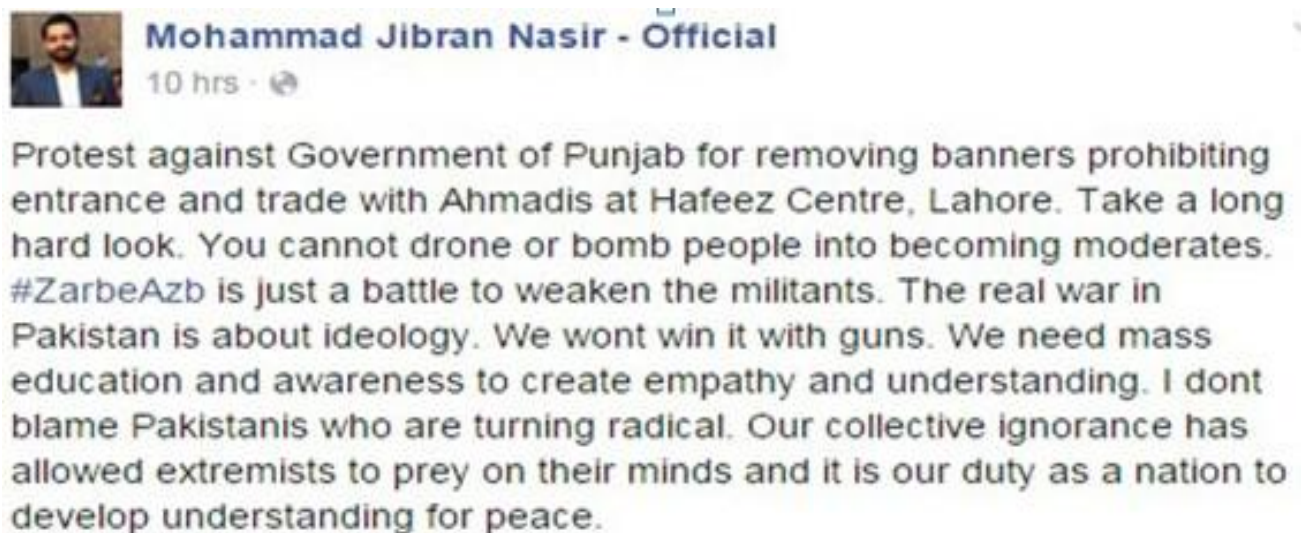 Mohammad Jibran Nasir - Official
10 hrs ·
Protest against Government of Punjab for removing banners prohibiting
entrance and trade with Ahmadis at Hafeez Centre, Lahore. Take a long
hard look. You cannot drone or bomb people into becoming moderates.
#ZarbeAzb is just a battle to weaken the militants. The real war in
Pakistan is about ideology. We wont win it with guns. We need mass
education and awareness to create empathy and understanding. I dont
blame Pakistanis who are turning radical. Our collective ignorance has
allowed extremists to prey on their minds and it is our duty as a nation to
develop understanding for peace.